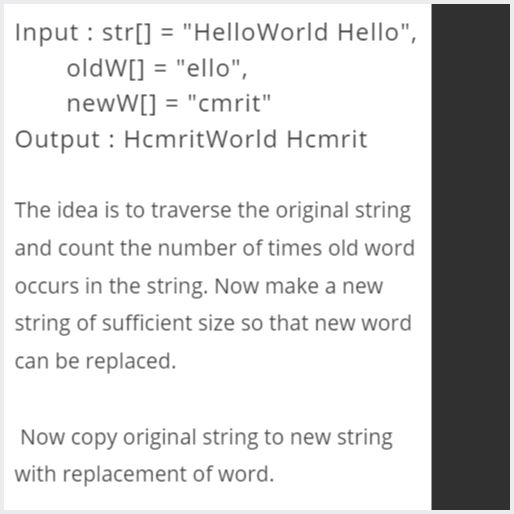 Input : str[] = "HelloWorld Hello",
oldW[] = "ello",
newW[] = "cmrit"
Output : HcmritWorld Hcmrit
The idea is to traverse the original string
and count the number of times old word
occurs in the string. Now make a new
string of sufficient size so that new word
can be replaced.
Now copy original string to new string
with replacement of word.